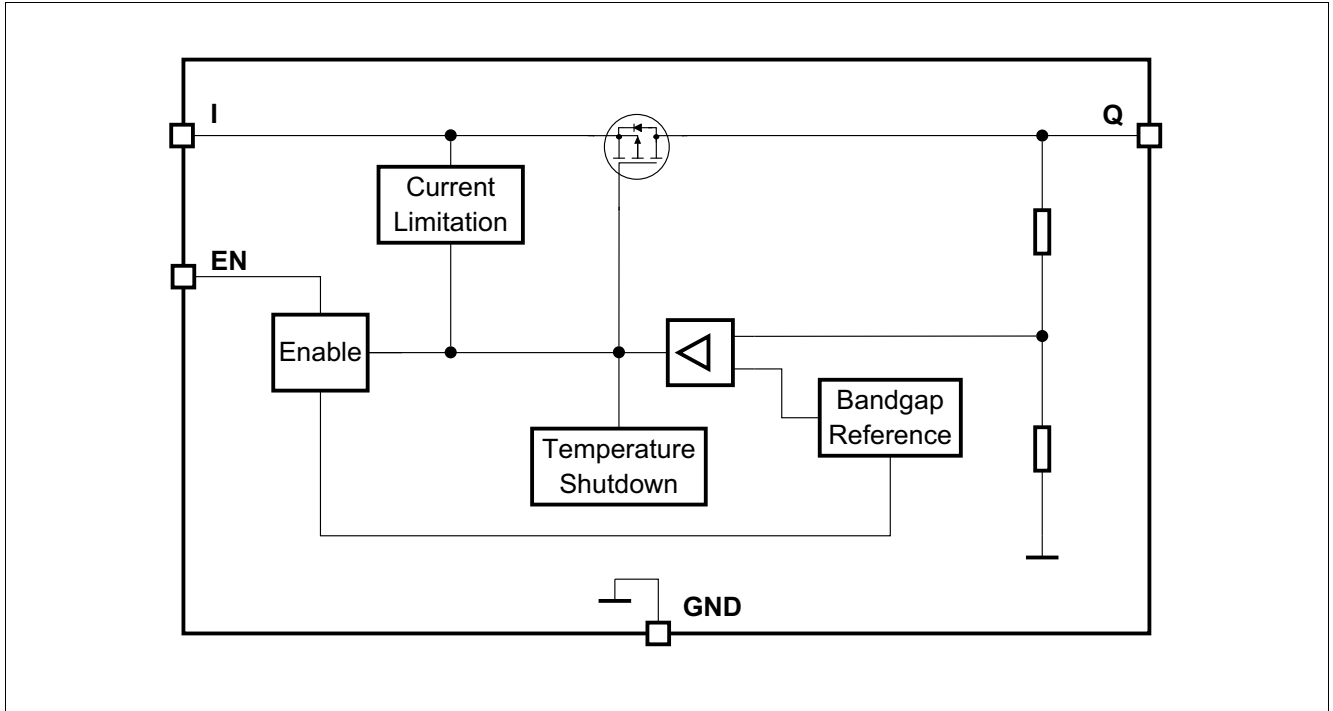 I
Q
Current
Limitation
EN
Enable
Bandgap
Reference
Temperature
Shutdown
GND